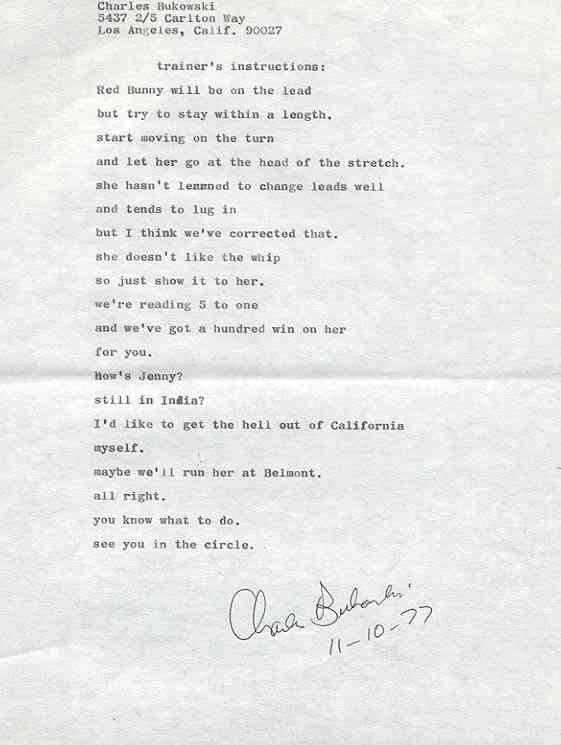 Charles Bukowski
5437 2/5 Carlton Way
Los Angeles, Calif. 90027
trainer's instructions:
Red Bunny will be on the lead
but try to stay within a length.
start moving on the turn
and let her go at the head of the stretch.
she hasn't lemmned to change leads well
and tends to lug in
but I think we've corrected that.
she doesn't like the whip
so just show it to her.
we're reading 5 to one
and we've got a hundred win on her
for you.
How's Jenny?
still in India?
I'd like to get the hell out of California
myself.
maybe we'll run her at Belmont.
all right.
you know what to do.
see you in the circle.
Charles Bukowski
11-10-77